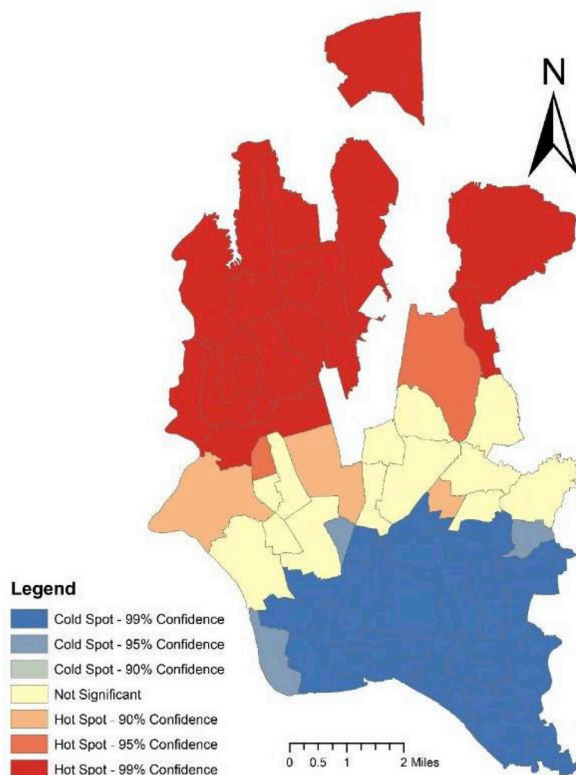 N
Legend
Cold Spot - 99% Confidence
Cold Spot - 95% Confidence
Cold Spot - 90% Confidence
Not Significant
Hot Spot - 90% Confidence
Hot Spot - 95% Confidence
Hot Spot - 99% Confidence
0 0.5 1 2 Miles